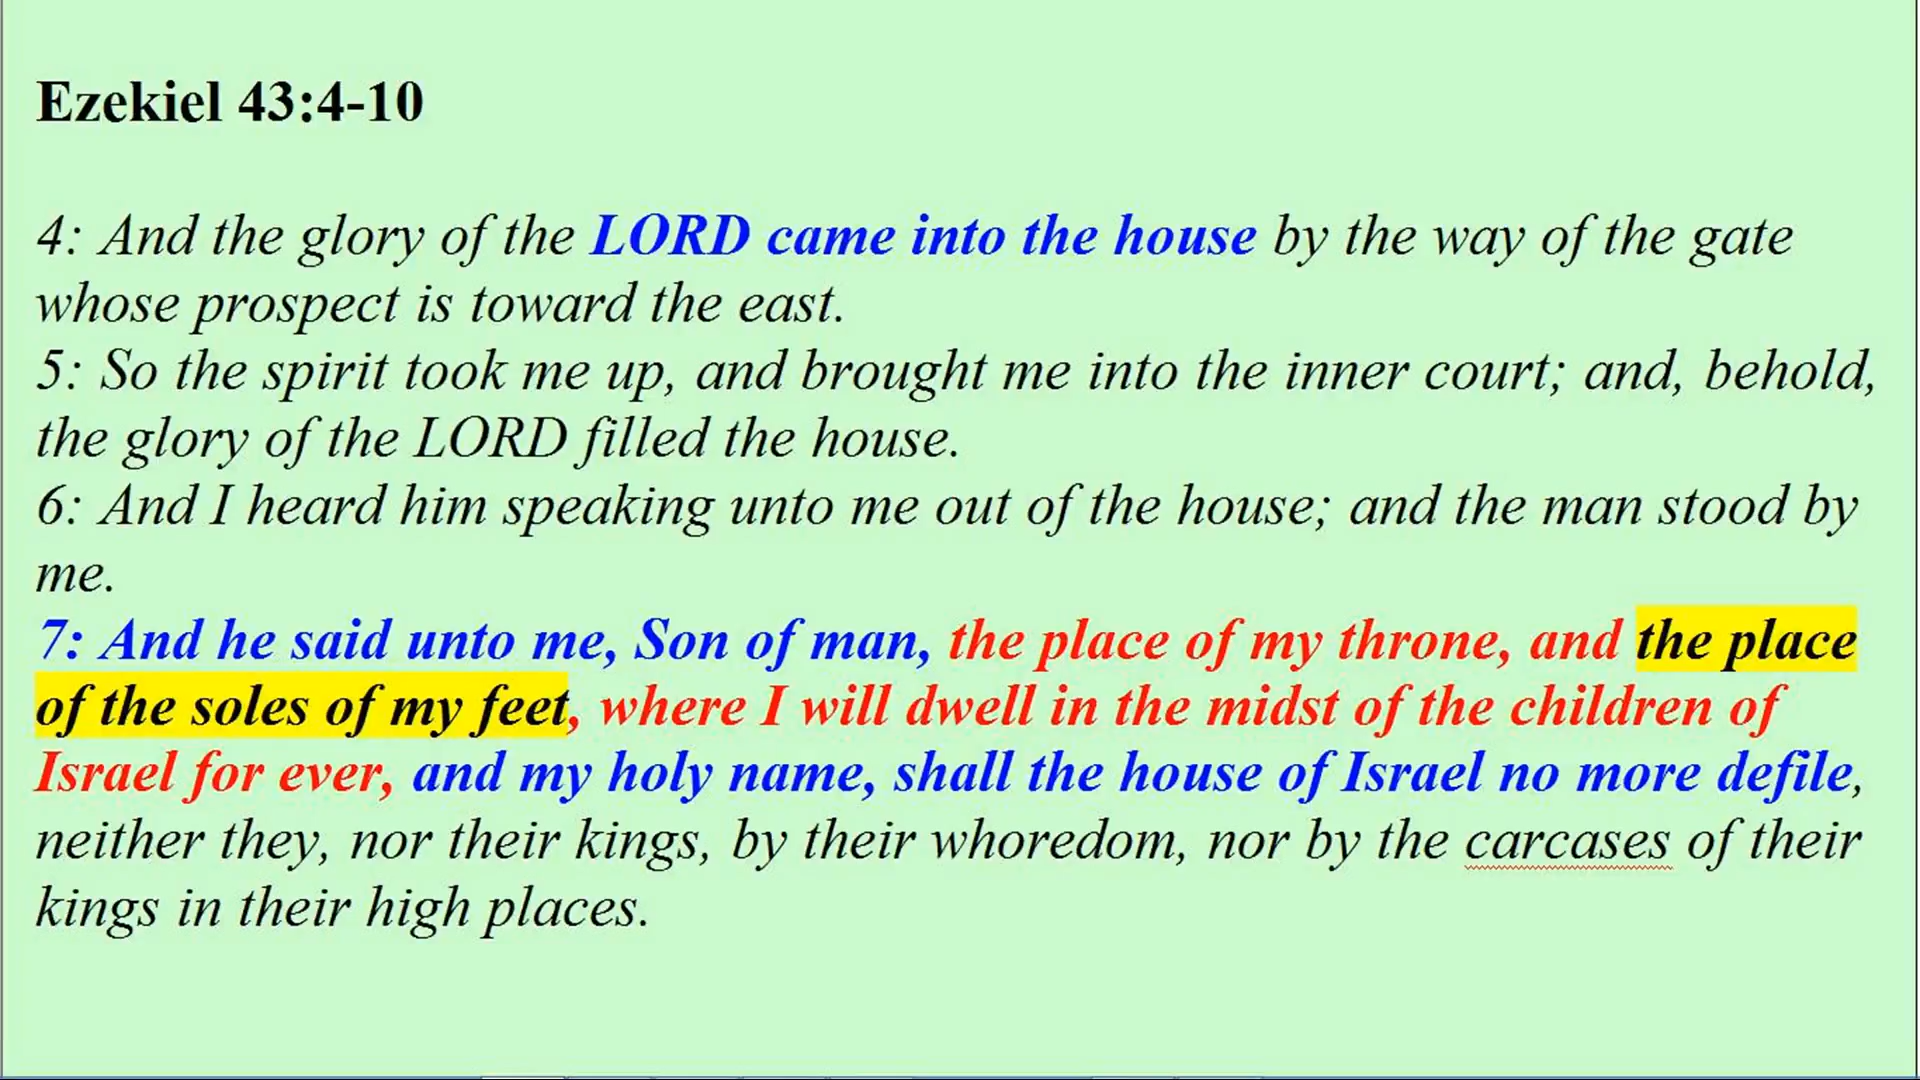 Ezekiel 43:4-10
4: And the glory of the LORD came into the house by the way of the gate
whose prospect is toward the east.
5: So the spirit took me up, and brought me into the inner court; and, behold,
the glory of the LORD filled the house.
6: And I heard him speaking unto me out of the house; and the man stood by
me.
7: And he said unto me, Son of man, the place of my throne, and the place
of the soles of my feet, where I will dwell in the midst of the children of
Israel for ever, and my holy name, shall the house of Israel no more defile,
neither they, nor their kings, by their whoredom, nor by the carcases of their
kings in their high places.